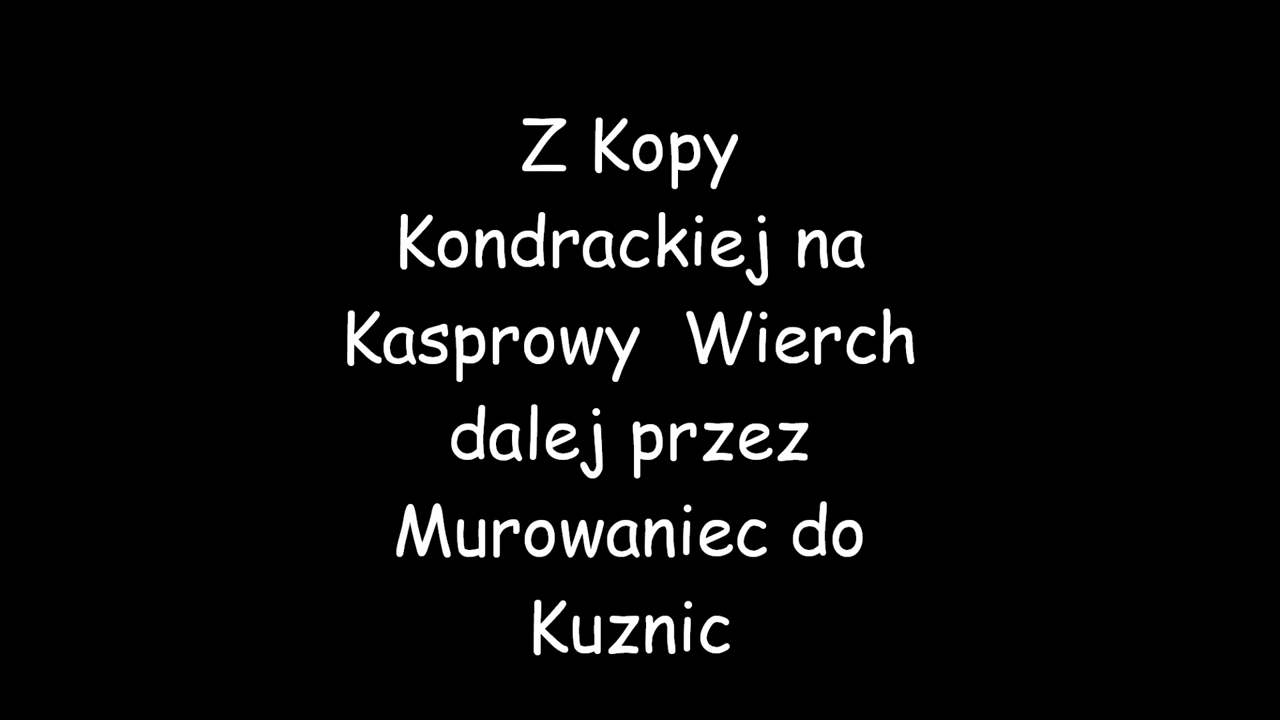 Z Kopy
Kondrackiej na
Kasprowy  Wierch
dalej przez
Murowaniec do
Kuznic